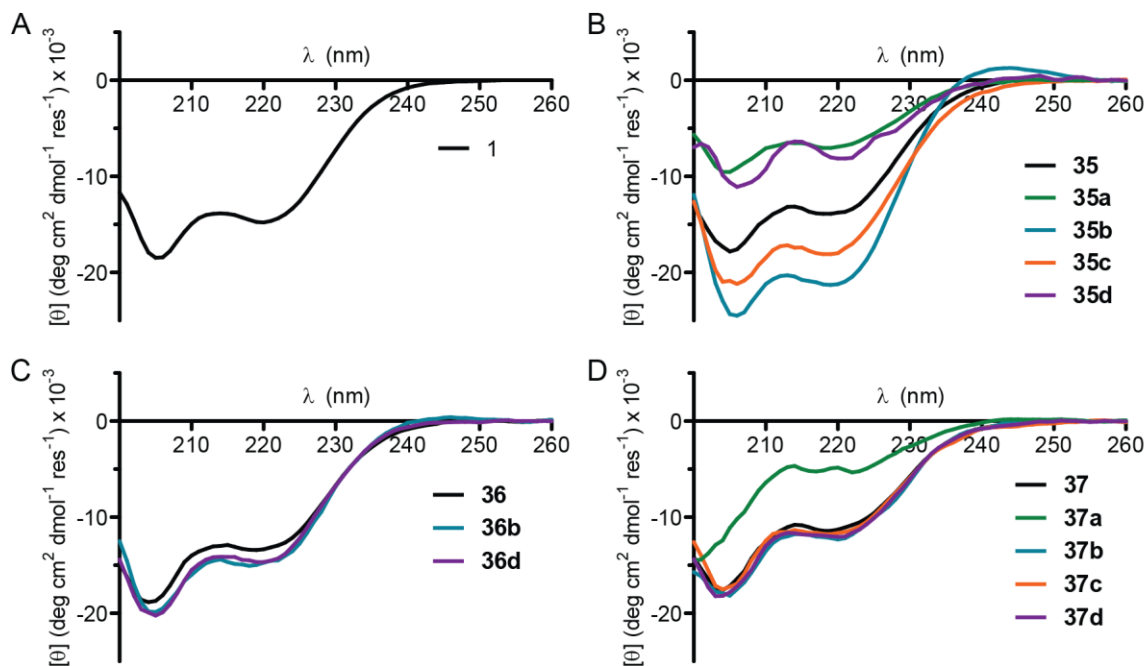 A
λ (nm)
[θ] (deg cm² dmol⁻¹ res⁻¹) x 10⁻³
0
-10
-20
210 220 230 240 250 260
1
B
λ (nm)
[θ] (deg cm² dmol⁻¹ res⁻¹) x 10⁻³
0
-10
-20
210 220 230 240 250 260
35
35a
35b
35c
35d
C
λ (nm)
[θ] (deg cm² dmol⁻¹ res⁻¹) x 10⁻³
0
-10
-20
210 220 230 240 250 260
36
36b
36d
D
λ (nm)
[θ] (deg cm² dmol⁻¹ res⁻¹) x 10⁻³
0
-10
-20
210 220 230 240 250 260
37
37a
37b
37c
37d